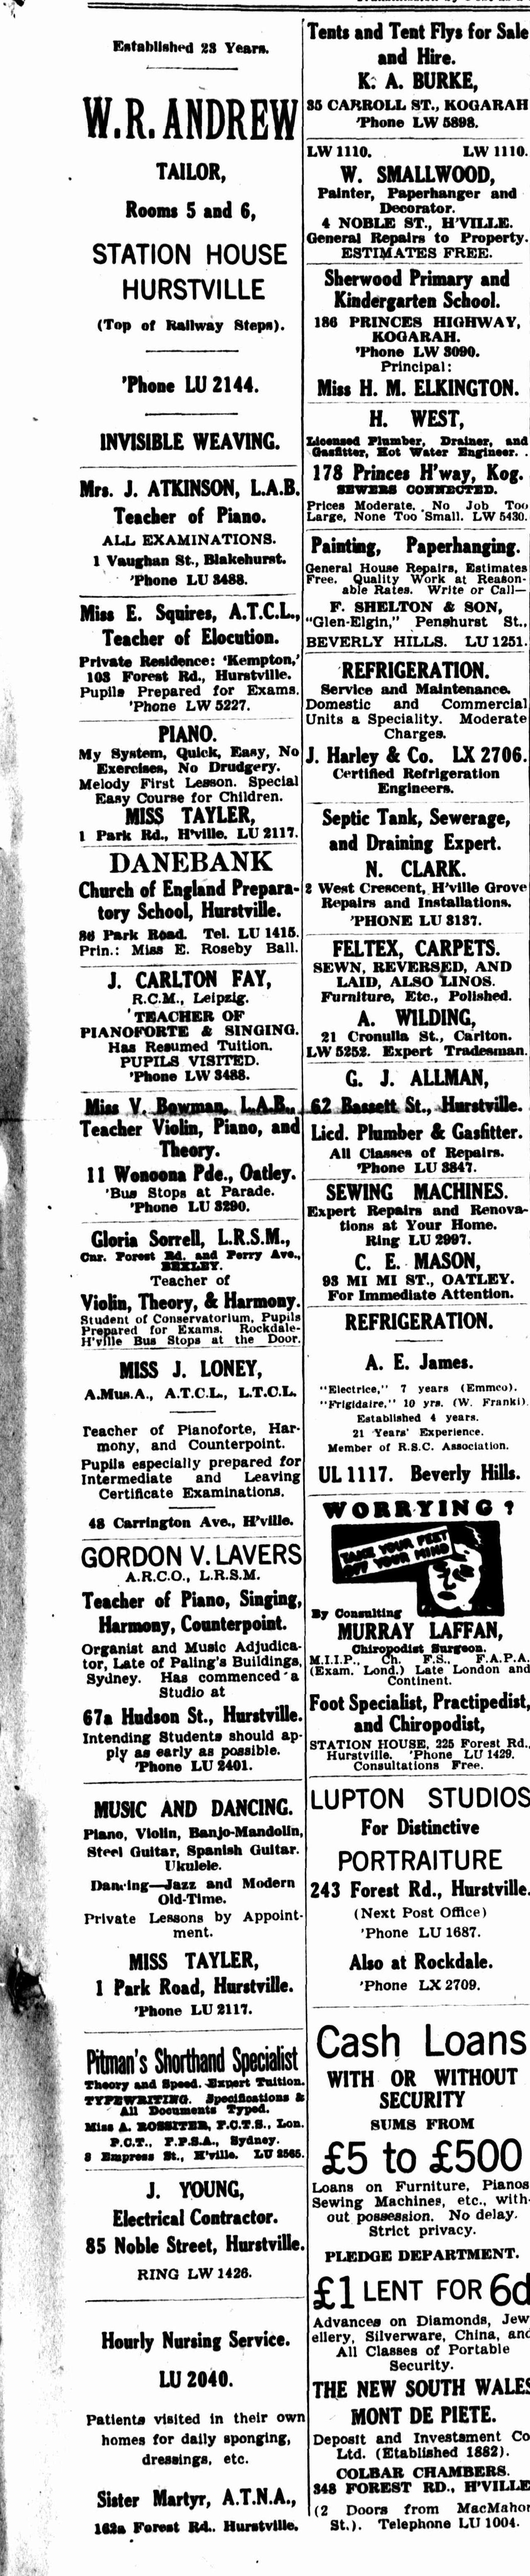 Established 23 Years.
W.R. ANDREW
TAILOR,
Rooms 5 and 6,
STATION HOUSE
HURSTVILLE
(Top of Railway Steps).
'Phone LU 2144.
INVISIBLE WEAVING.
Mrs. J. ATKINSON, L.A.B.
Teacher of Piano.
ALL EXAMINATIONS.
1 Vaughan St., Blakehurst.
'Phone LU 3488.
Miss E. Squires, A.T.C.L.,
Teacher of Elocution.
Private Residence: 'Kempton,'
103 Forest Rd., Hurstville.
Pupils Prepared for Exams.
'Phone LW 5227.
PIANO.
My System, Quick, Easy, No
Exercises, No Drudgery.
Melody First Lesson. Special
Easy Course for Children.
MISS TAYLER,
1 Park Rd., H'ville. LU 2117.
DANEBANK
Church of England Prepara-
tory School, Hurstville.
86 Park Road. Tel. LU 1415.
Prin.: Miss E. Roseby Ball.
J. CARLTON FAY,
R.C.M., Leipzig.
TEACHER OF
PIANOFORTE & SINGING.
Has Resumed Tuition.
PUPILS VISITED.
'Phone LW 3488.
Miss V. Bowman, L.A.B.,
Teacher Violin, Piano, and
Theory.
11 Wonoona Pde., Oatley.
'Bus Stops at Parade.
'Phone LU 3290.
Gloria Sorrell, L.R.S.M.,
Cnr. Forest Rd. and Perry Ave.,
BEXLEY.
Teacher of
Violin, Theory, & Harmony.
Student of Conservatorium, Pupils
Prepared for Exams. Rockdale-
H'ville Bus Stops at the Door.
MISS J. LONEY,
A.Mus.A., A.T.C.L., L.T.C.L.
Teacher of Pianoforte, Har-
mony, and Counterpoint.
Pupils especially prepared for
Intermediate and Leaving
Certificate Examinations.
48 Carrington Ave., H'ville.
GORDON V. LAVERS
A.R.C.O., L.R.S.M.
Teacher of Piano, Singing,
Harmony, Counterpoint.
Organist and Music Adjudica-
tor, Late of Paling's Buildings,
Sydney. Has commenced a
Studio at
67a Hudson St., Hurstville.
Intending Students should ap-
ply as early as possible.
'Phone LU 2401.
MUSIC AND DANCING.
Piano, Violin, Banjo-Mandolin,
Steel Guitar, Spanish Guitar.
Ukulele.
Dancing—Jazz and Modern
Old-Time.
Private Lessons by Appoint-
ment.
MISS TAYLER,
1 Park Road, Hurstville.
'Phone LU 2117.
Pitman's Shorthand Specialist
Theory and Speed. Expert Tuition.
TYPEWRITING. Specifications &
All Documents Typed.
Miss A. ROSSITER, F.C.T.S., Lon.
P.C.T., F.P.S.A., Sydney.
8 Empress St., H'ville. LU 2565.
J. YOUNG,
Electrical Contractor.
85 Noble Street, Hurstville.
RING LW 1426.
Hourly Nursing Service.
LU 2040.
Patients visited in their own
homes for daily sponging,
dressings, etc.
Sister Martyr, A.T.N.A.,
162a Forest Rd.. Hurstville.
Tents and Tent Flys for Sale
and Hire.
K. A. BURKE,
35 CARROLL ST., KOGARAH
'Phone LW 5898.
LW 1110. LW 1110.
W. SMALLWOOD,
Painter, Paperhanger and
Decorator.
4 NOBLE ST., H'VILLE.
General Repairs to Property.
ESTIMATES FREE.
Sherwood Primary and
Kindergarten School.
186 PRINCES HIGHWAY,
KOGARAH.
'Phone LW 3090.
Principal:
Miss H. M. ELKINGTON.
H. WEST,
Licensed Plumber, Drainer, and
Gasfitter, Hot Water Engineer.
178 Princes H'way, Kog.
SEWERS CONNECTED.
Prices Moderate. No Job Too
Large, None Too Small. LW 5430.
Painting, Paperhanging.
General House Repairs, Estimates
Free. Quality Work at Reason-
able Rates. Write or Call—
F. SHELTON & SON,
"Glen-Elgin," Penshurst St.,
BEVERLY HILLS. LU 1251.
REFRIGERATION.
Service and Maintenance.
Domestic and Commercial
Units a Speciality. Moderate
Charges.
J. Harley & Co. LX 2706.
Certified Refrigeration
Engineers.
Septic Tank, Sewerage,
and Draining Expert.
N. CLARK.
2 West Crescent, H'ville Grove
Repairs and Installations.
'PHONE LU 3137.
FELTEX, CARPETS.
SEWN, REVERSED, AND
LAID, ALSO LINOS.
Furniture, Etc., Polished.
A. WILDING,
21 Cronulla St., Carlton.
LW 5252. Expert Tradesman.
G. J. ALLMAN,
62 Bassett St., Hurstville.
Licd. Plumber & Gasfitter.
All Classes of Repairs.
'Phone LU 3847.
SEWING MACHINES.
Expert Repairs and Renova-
tions at Your Home.
Ring LU 2997.
C. E. MASON,
93 MI MI ST., OATLEY.
For Immediate Attention.
REFRIGERATION.
A. E. James.
"Electrice," 7 years (Emmco).
"Frigidaire," 10 yrs. (W. Franki)
Established 4 years.
21 Years' Experience.
Member of R.S.C. Association.
UL 1117. Beverly Hills.
WORRYING?
TAKE YOUR FEET
OFF YOUR MIND
By Consulting
MURRAY LAFFAN,
Chiropodist Surgeon.
M.I.I.P., Ch. F.S., F.A.P.A.
(Exam. Lond.) Late London and
Continent.
Foot Specialist, Practipedist,
and Chiropodist,
STATION HOUSE, 225 Forest Rd.,
Hurstville. 'Phone LU 1429.
Consultations Free.
LUPTON STUDIOS
For Distinctive
PORTRAITURE
243 Forest Rd., Hurstville.
(Next Post Office)
'Phone LU 1687.
Also at Rockdale.
'Phone LX 2709.
Cash Loans
WITH OR WITHOUT
SECURITY
SUMS FROM
£5 to £500
Loans on Furniture, Pianos
Sewing Machines, etc., with-
out possession. No delay.
Strict privacy.
PLEDGE DEPARTMENT.
£1 LENT FOR 6d
Advances on Diamonds, Jew
ellery, Silverware, China, and
All Classes of Portable
Security.
THE NEW SOUTH WALES
MONT DE PIETE.
Deposit and Investment Co
Ltd. (Etablished 1882).
COLBAR CHAMBERS.
348 FOREST RD., H'VILLE
(2 Doors from MacMahon
St.). Telephone LU 1004.